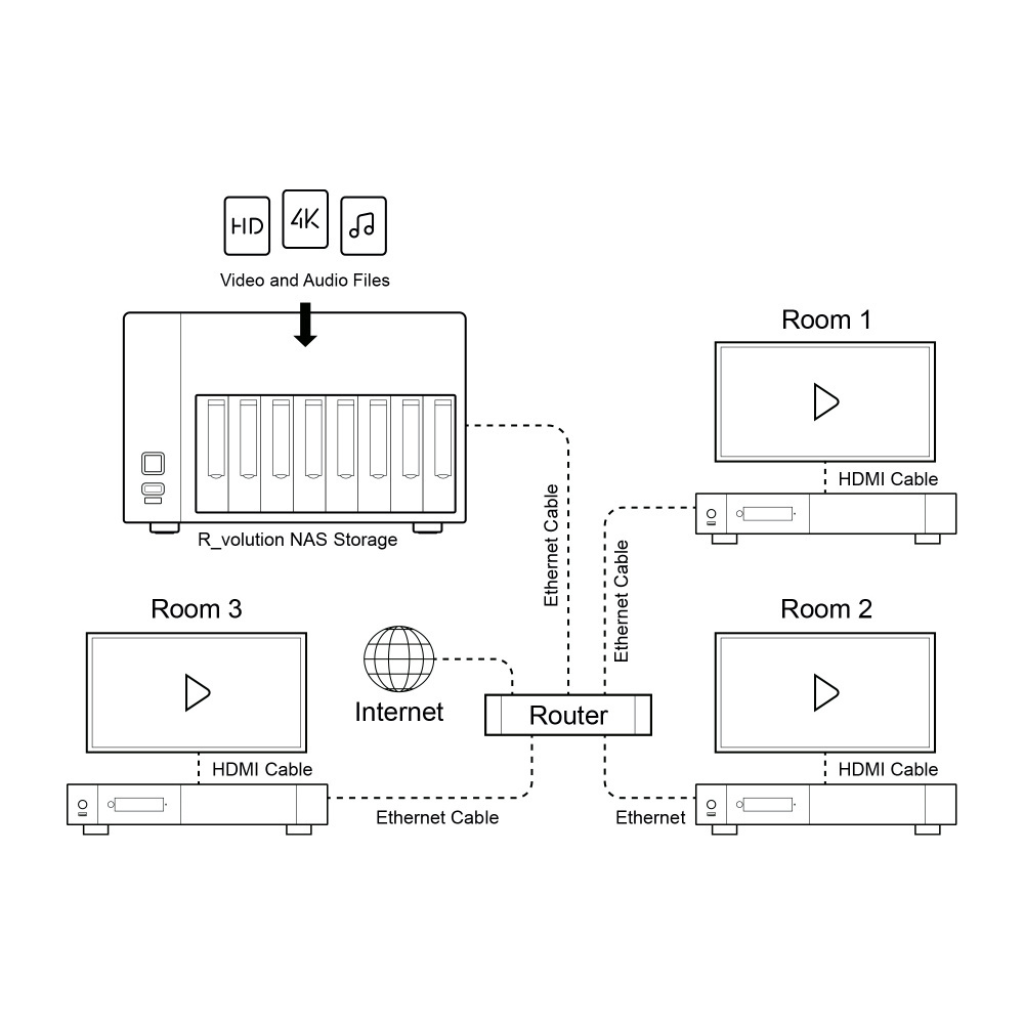 HD
4K
Video and Audio Files
R_volution NAS Storage
Room 1
HDMI Cable
Ethernet Cable
Ethernet Cable
Room 3
HDMI Cable
Ethernet Cable
Internet
Router
Room 2
HDMI Cable
Ethernet